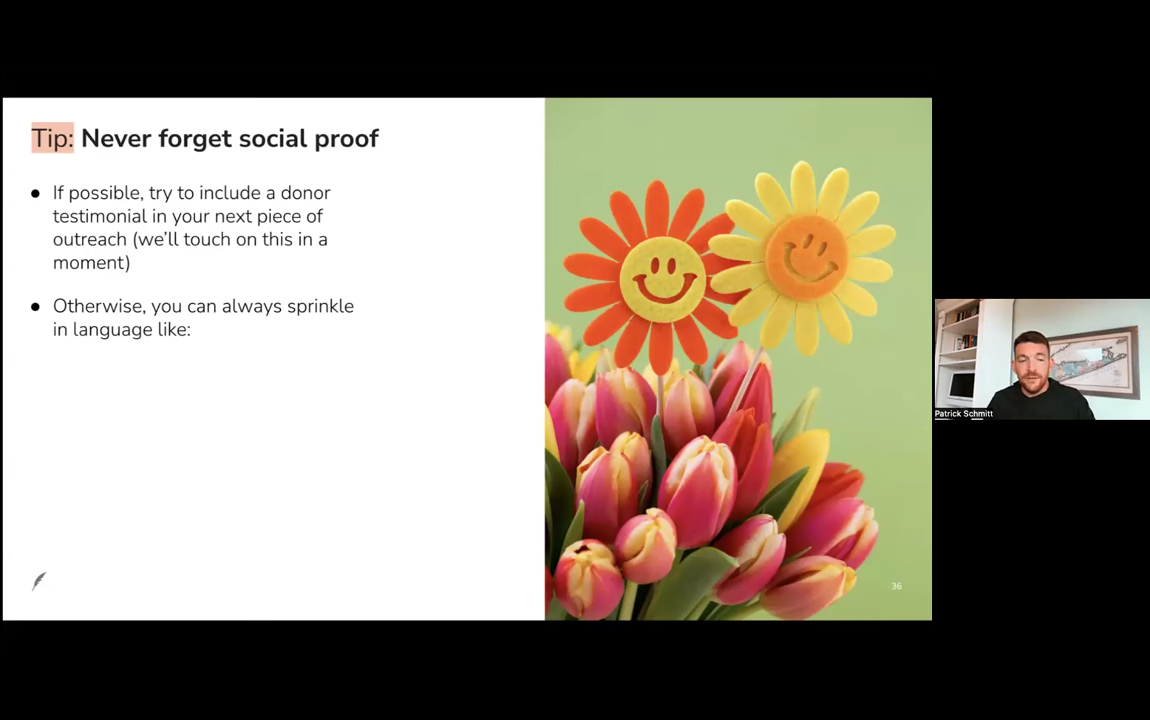 Tip: Never forget social proof
● If possible, try to include a donor
testimonial in your next piece of
outreach (we’ll touch on this in a
moment)
● Otherwise, you can always sprinkle
in language like:
36
Patrick Schmitt